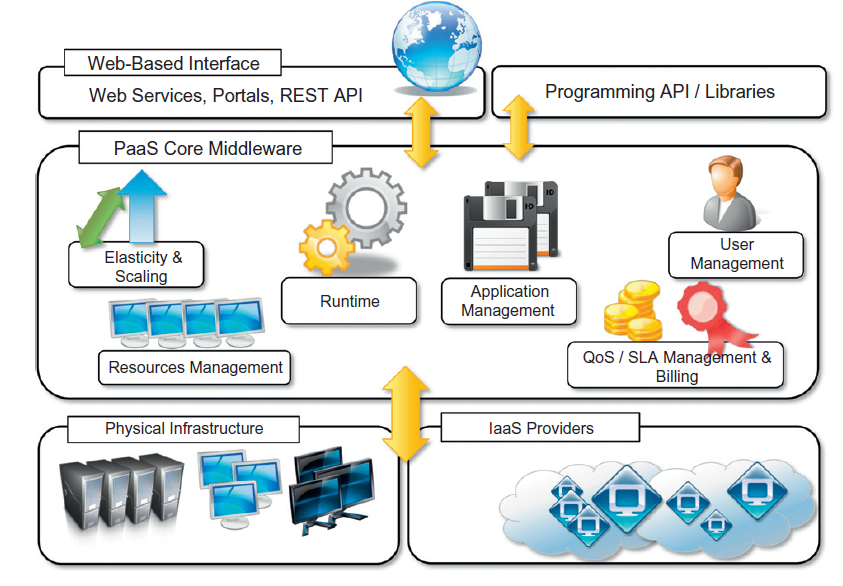 Web-Based Interface
Web Services, Portals, REST API
Programming API / Libraries
PaaS Core Middleware
Elasticity &
Scaling
Runtime
Application
Management
User
Management
Resources Management
QoS / SLA Management &
Billing
Physical Infrastructure
IaaS Providers